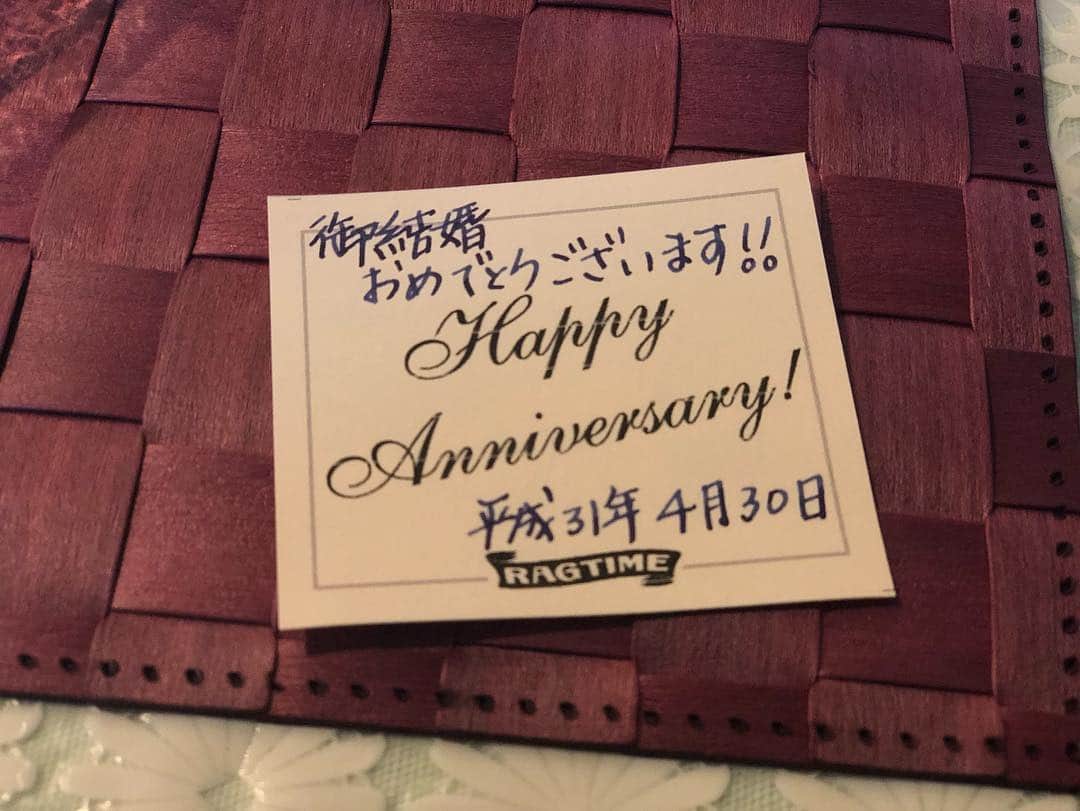 御結婚
おめでとうございます!!
Happy
Anniversary!
平成31年 4月30日
RAGTIME